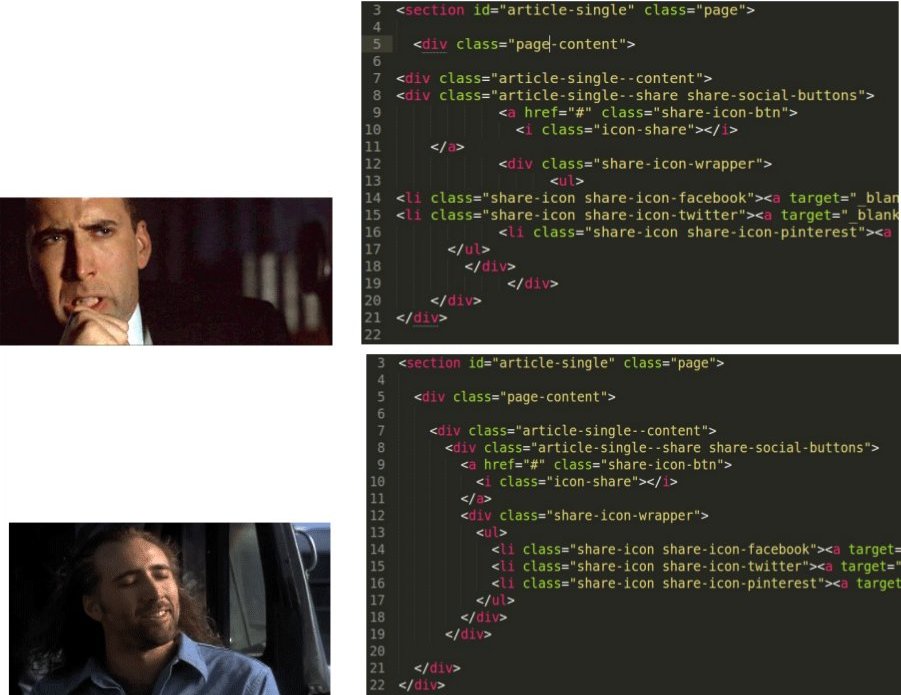 3 <section id="article-single" class="page">
4
5 <div class="page-content">
6
7 <div class="article-single--content">
8 <div class="article-single--share share-social-buttons">
9 <a href="#" class="share-icon-btn">
10 <i class="icon-share"></i>
11 </a>
12 <div class="share-icon-wrapper">
13 <ul>
14 <li class="share-icon share-icon-facebook"><a target="_blan
15 <li class="share-icon share-icon-twitter"><a target="_blank
16 <li class="share-icon share-icon-pinterest"><a
17 </ul>
18 </div>
19 </div>
20 </div>
21 </div>
22
3 <section id="article-single" class="page">
4
5 <div class="page-content">
6
7 <div class="article-single--content">
8 <div class="article-single--share share-social-buttons">
9 <a href="#" class="share-icon-btn">
10 <i class="icon-share"></i>
11 </a>
12 <div class="share-icon-wrapper">
13 <ul>
14 <li class="share-icon share-icon-facebook"><a target=
15 <li class="share-icon share-icon-twitter"><a target="
16 <li class="share-icon share-icon-pinterest"><a target
17 </ul>
18 </div>
19 </div>
20
21 </div>
22 </div>